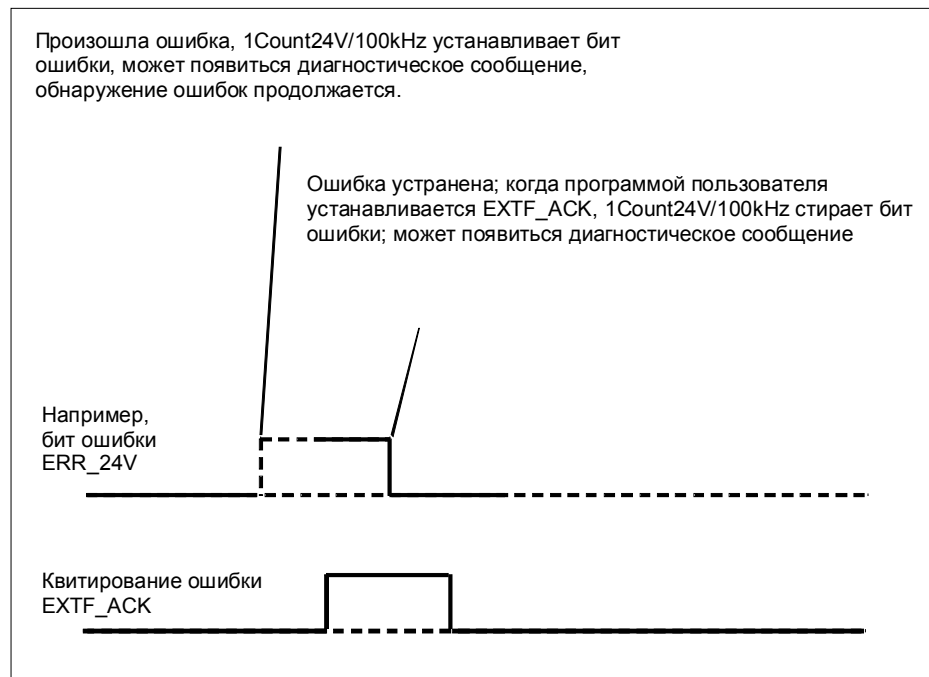 Произошла ошибка, 1Count24V/100kHz устанавливает бит
ошибки, может появиться диагностическое сообщение,
обнаружение ошибок продолжается.
Ошибка устранена; когда программой пользователя
устанавливается EXTF_ACK, 1Count24V/100kHz стирает бит
ошибки; может появиться диагностическое сообщение
Например,
бит ошибки
ERR_24V
Квитирование ошибки
EXTF_ACK